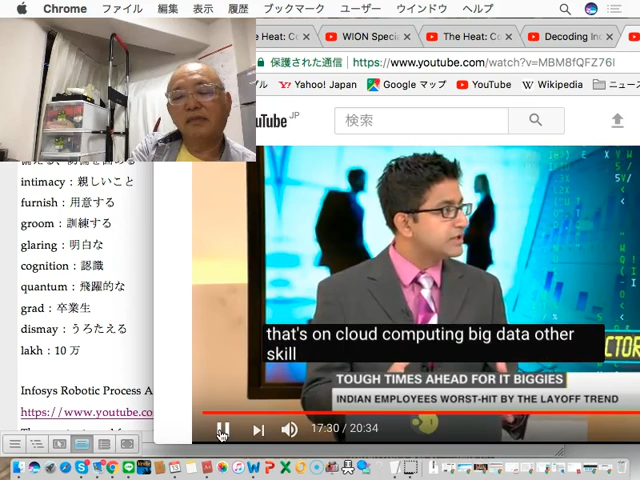 Chrome ファイル 編集 表示 履歴 ブックマーク ユーザー ウインドウ ヘルプ
he Heat: Co
WION Specia
The Heat: Co
Decoding Ind
保護された通信
https://www.youtube.com/watch?v=MBM8fQFZ76I
Yahoo! Japan
Google マップ
YouTube
Wikipedia
ニュース
JP
検索
intimacy：親しいこと
furnish：用意する
groom：訓練する
glaring：明白な
cognition：認識
quantum：飛躍的な
grad：卒業生
dismay：うろたえる
lakh：10 万
Infosys Robotic Process A
https://www.youtube.co
that's on cloud computing big data other
skill
TOUGH TIMES AHEAD FOR IT BIGGIES
INDIAN EMPLOYEES WORST-HIT BY THE LAYOFF TREND
17:30 / 20:34